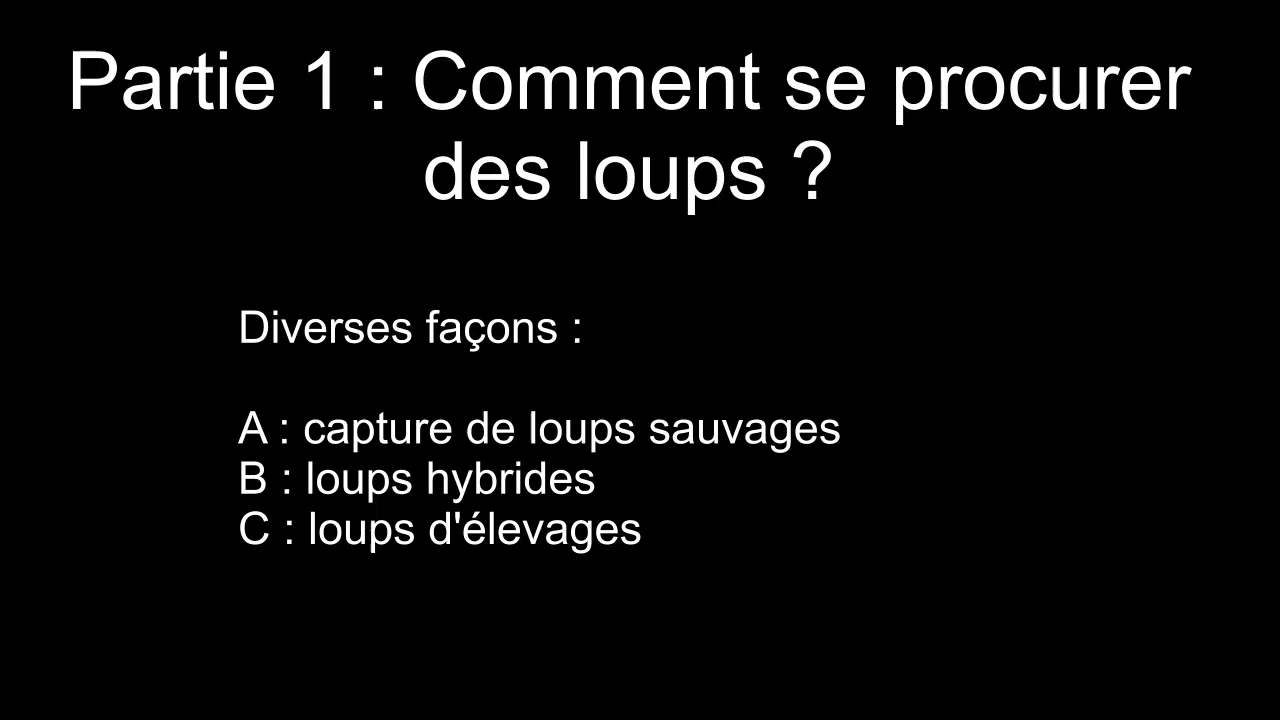 Partie 1 : Comment se procurer
des loups ?
Diverses façons :
A : capture de loups sauvages
B : loups hybrides
C : loups d'élevages